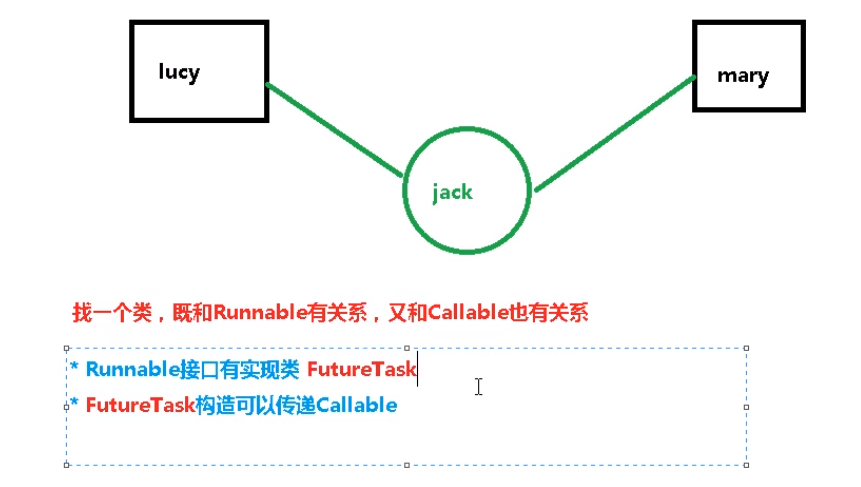 lucy
mary
jack
找一个类，既和Runnable有关系，又和Callable也有关系
* Runnable接口有实现类 FutureTask
* FutureTask构造可以传递Callable